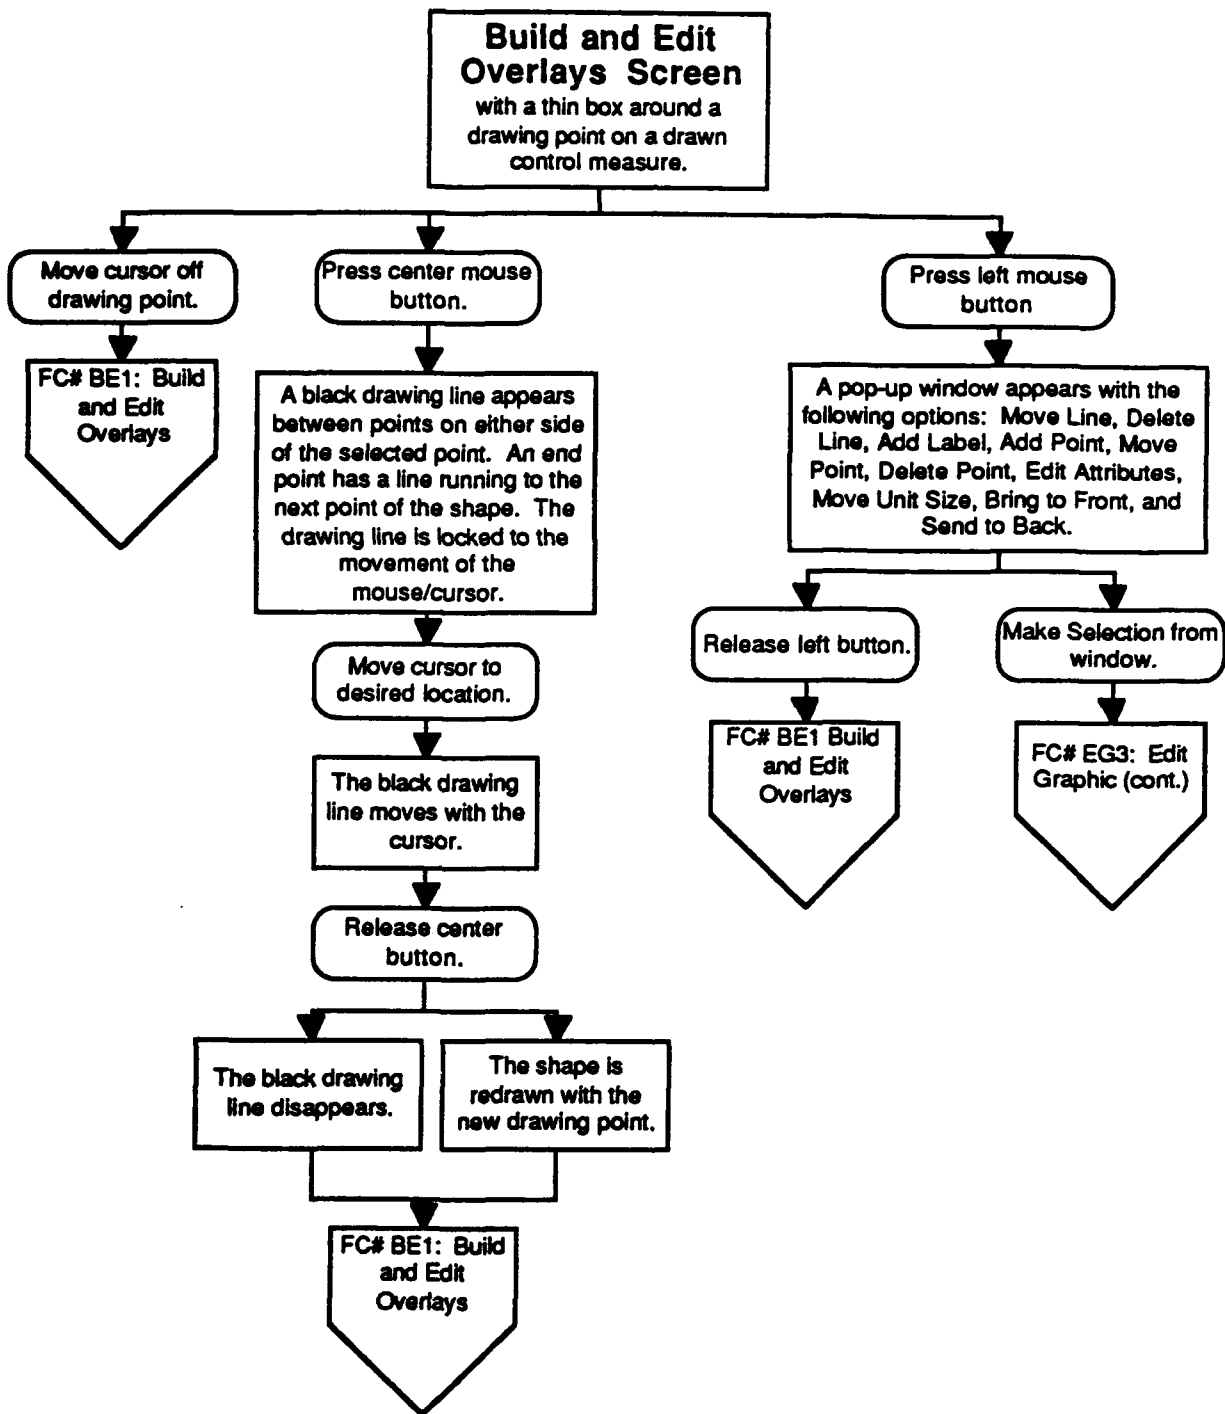 Build and Edit
Overlays Screen
with a thin box around a
drawing point on a drawn
control measure.
Move cursor off
drawing point.
Press center mouse
button.
Press left mouse
button
FC# BE1: Build
and Edit
Overlays
A black drawing line appears
between points on either side
of the selected point. An end
point has a line running to the
next point of the shape. The
drawing line is locked to the
movement of the
mouse/cursor.
A pop-up window appears with the
following options: Move Line, Delete
Line, Add Label, Add Point, Move
Point, Delete Point, Edit Attributes,
Move Unit Size, Bring to Front, and
Send to Back.
Move cursor to
desired location.
Release left button.
Make Selection from
window.
The black drawing
line moves with the
cursor.
FC# BE1 Build
and Edit
Overlays
FC# EG3: Edit
Graphic (cont.)
Release center
button.
The black drawing
line disappears.
The shape is
redrawn with the
new drawing point.
FC# BE1: Build
and Edit
Overlays